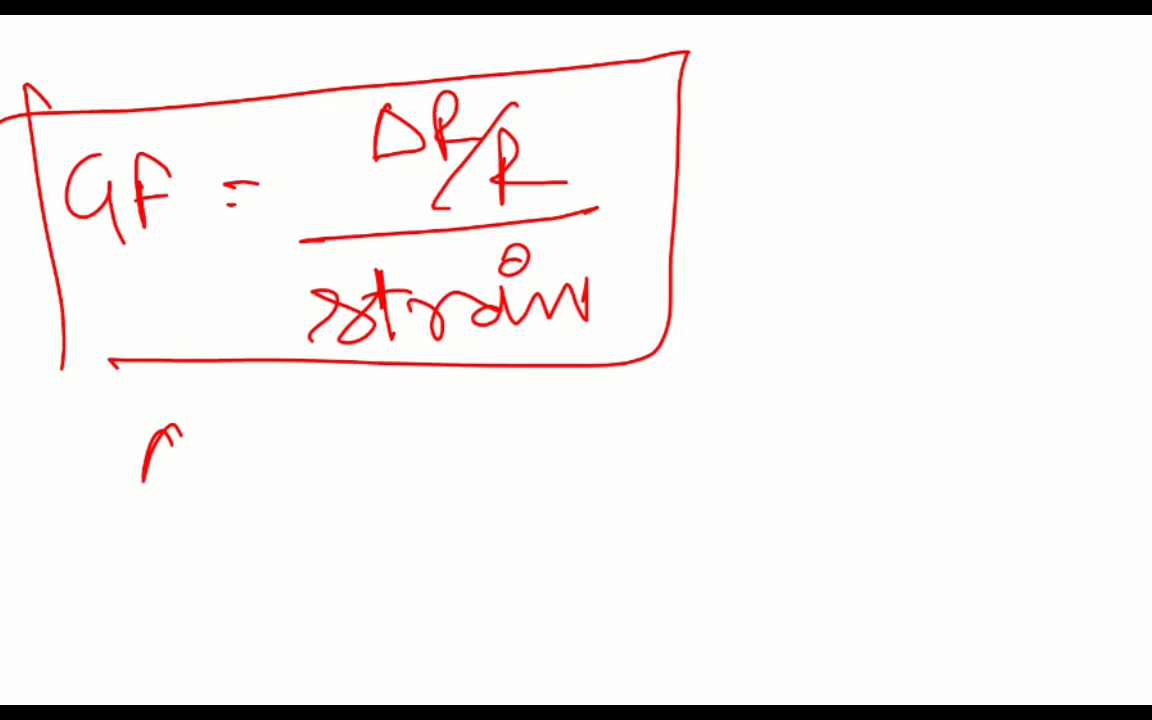 GF = ΔR/R
strain